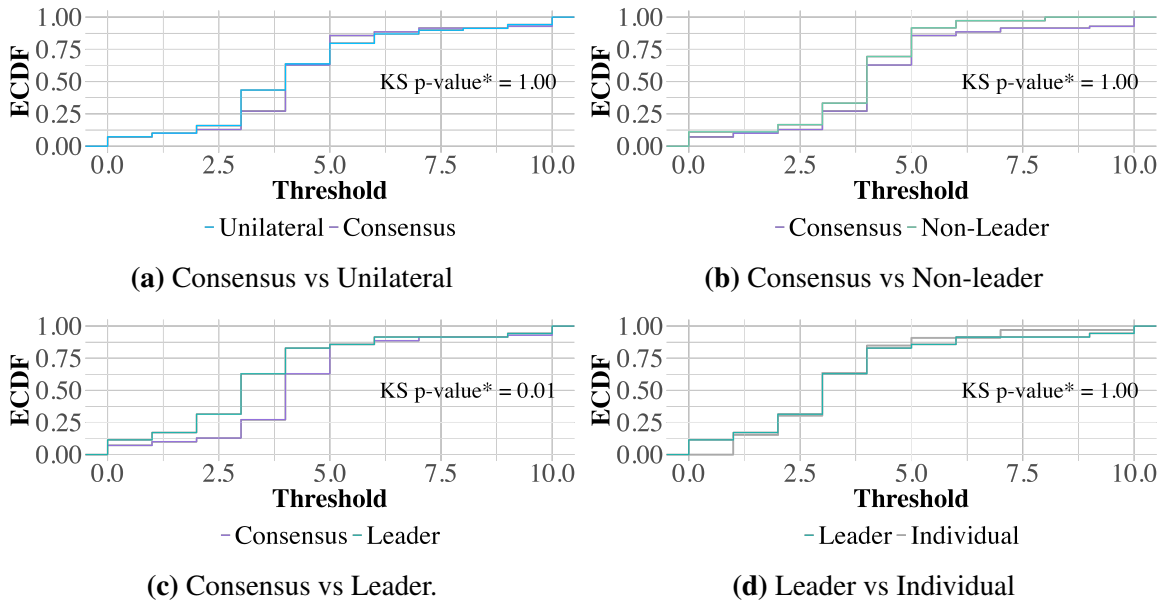 1.00
0.75
0.50
0.25
0.00
ECDF
KS p-value* = 1.00
0.0 2.5 5.0 7.5 10.0
Threshold
Unilateral Consensus
(a) Consensus vs Unilateral
1.00
0.75
0.50
0.25
0.00
ECDF
KS p-value* = 1.00
0.0 2.5 5.0 7.5 10.0
Threshold
Consensus Non-Leader
(b) Consensus vs Non-leader
1.00
0.75
0.50
0.25
0.00
ECDF
KS p-value* = 0.01
0.0 2.5 5.0 7.5 10.0
Threshold
Consensus Leader
(c) Consensus vs Leader.
1.00
0.75
0.50
0.25
0.00
ECDF
KS p-value* = 1.00
0.0 2.5 5.0 7.5 10.0
Threshold
Leader Individual
(d) Leader vs Individual